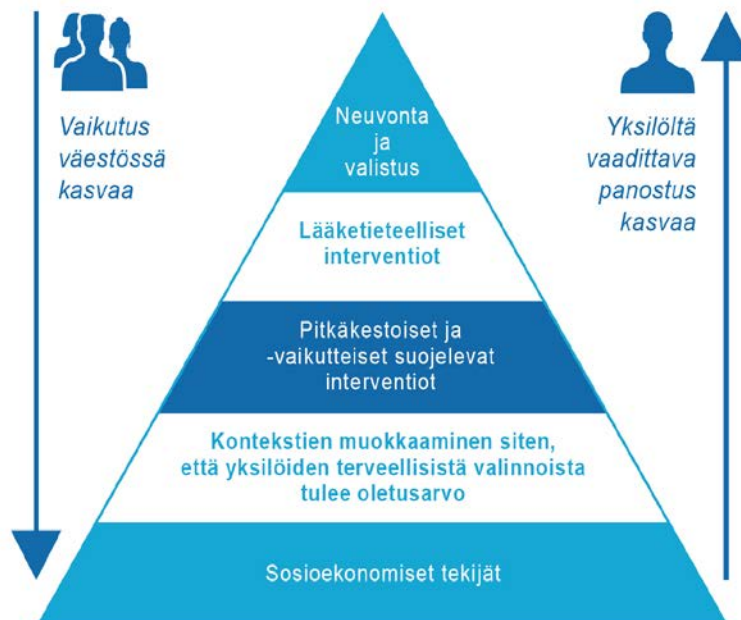 Vaikutus
väestössä
kasvaa
Yksilöltä
vaadittava
panostus
kasvaa
Neuvonta
ja
valistus
Lääketieteelliset
interventiot
Pitkäkestoiset ja
-vaikutteiset suojelevat
interventiot
Kontekstien muokkaaminen siten,
että yksilöiden terveellisistä valinnoista
tulee oletusarvo
Sosioekonomiset tekijät